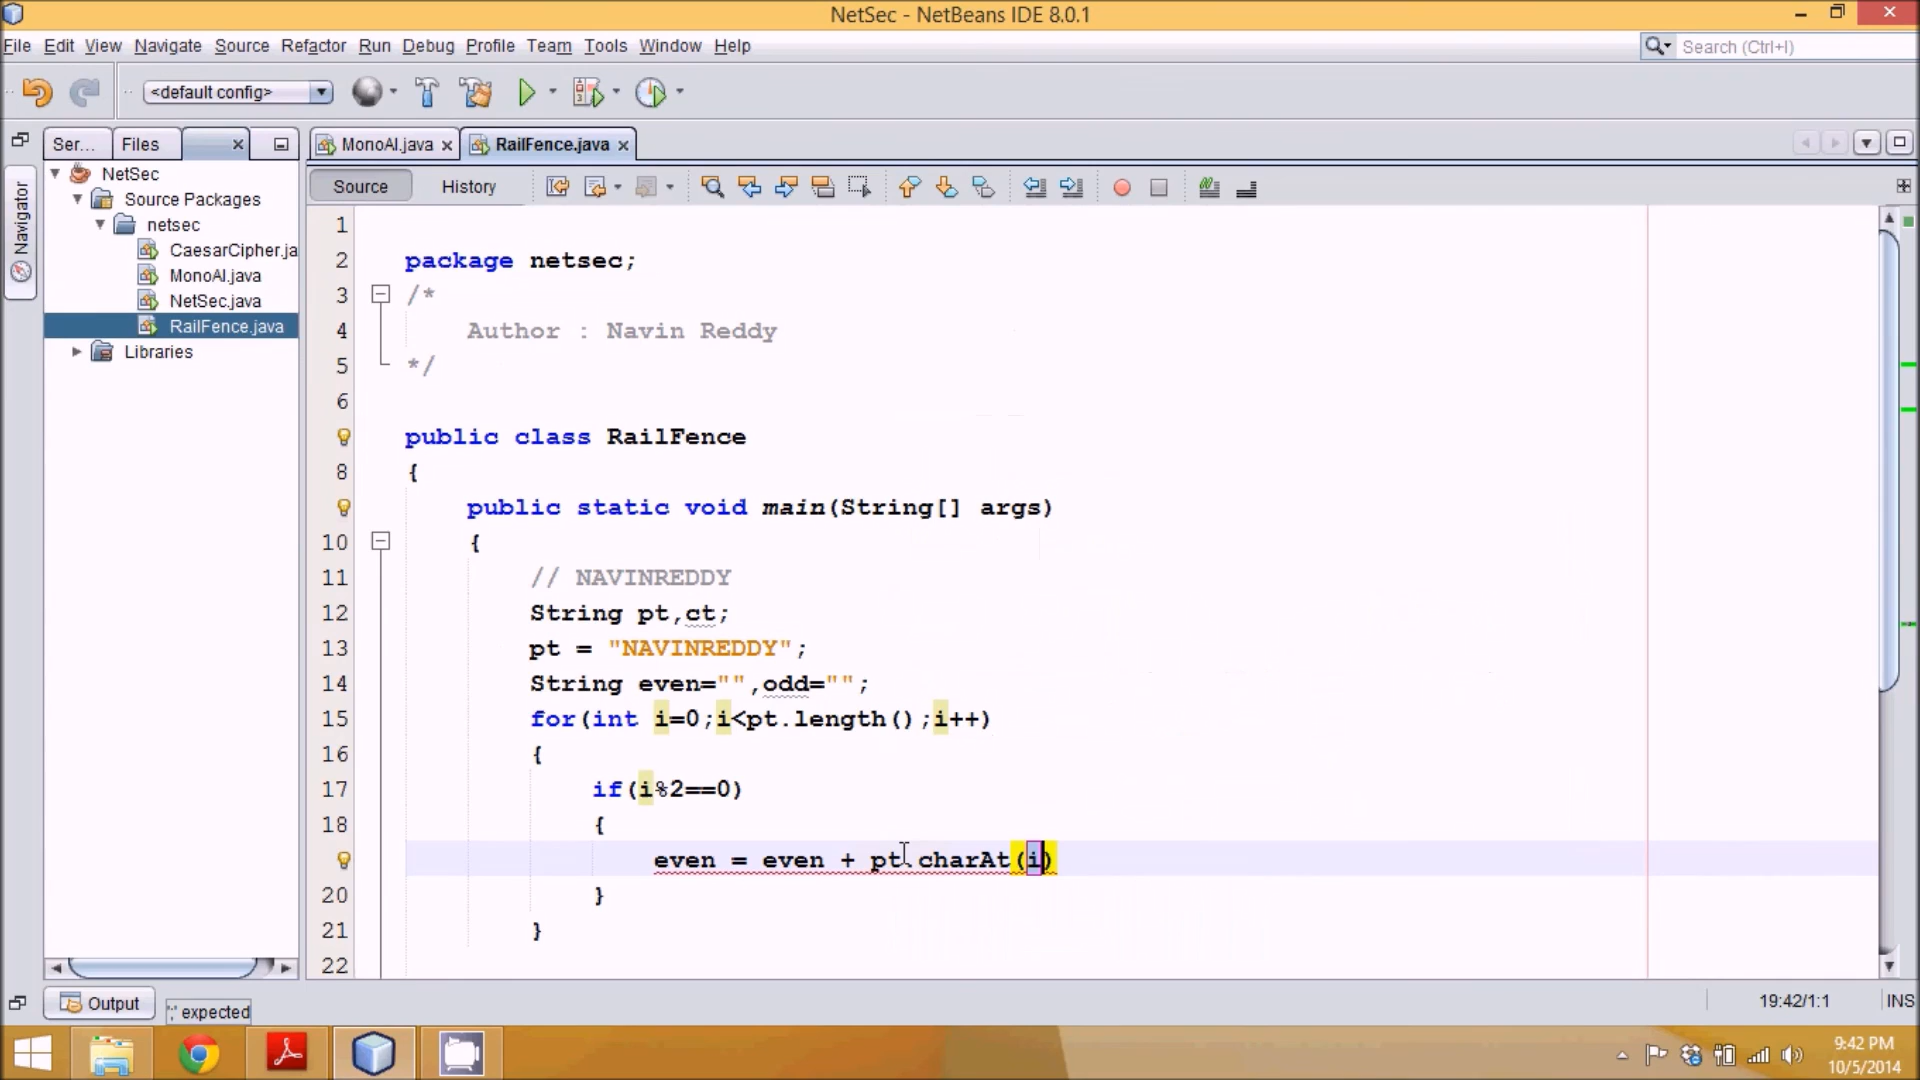 NetSec - NetBeans IDE 8.0.1
File Edit View Navigate Source Refactor Run Debug Profile Team Tools Window Help
Search (Ctrl+I)
<default config>
Ser... Files
MonoAl.java RailFence.java
Navigator
NetSec
Source Packages
netsec
CaesarCipher.ja
MonoAl.java
NetSec.java
RailFence.java
Libraries
Source History
1
2 package netsec;
3 /*
4 Author : Navin Reddy
5 */
6
public class RailFence
8 {
public static void main(String[] args)
10 {
11 // NAVINREDDY
12 String pt,ct;
13 pt = "NAVINREDDY";
14 String even="",odd="";
15 for(int i=0;i<pt.length();i++)
16 {
17 if(i%2==0)
18 {
even = even + pt.charAt(i)
20 }
21 }
22
Output
';' expected
19:42/1:1 INS
9:42 PM
10/5/2014